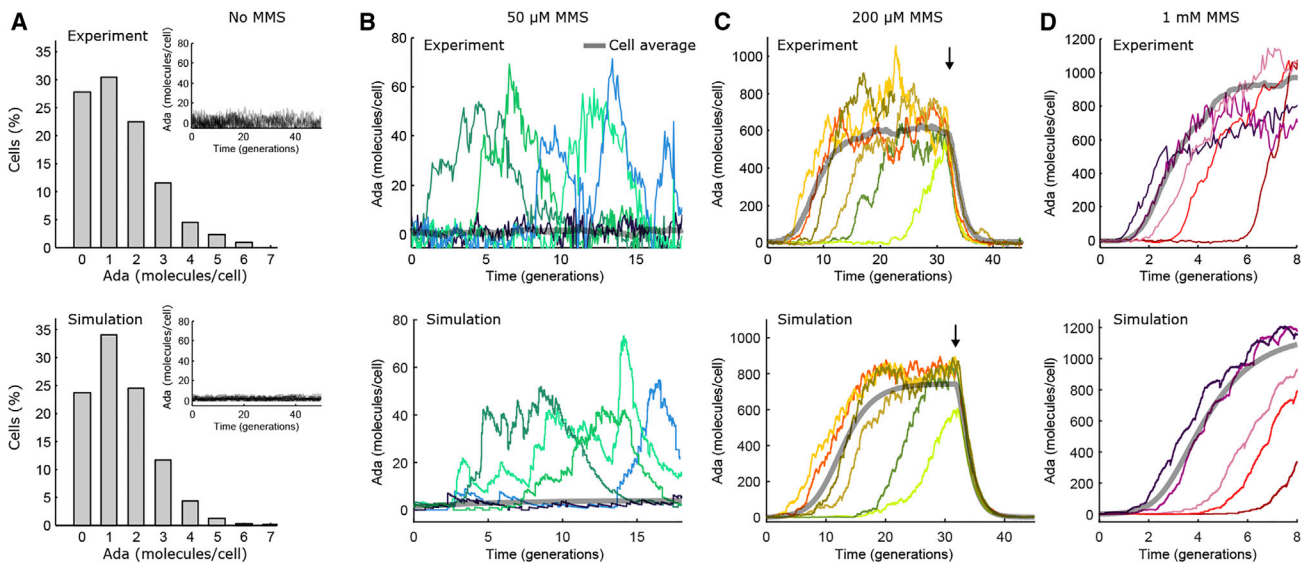 A No MMS
Experiment
Cells (%)
35
30
25
20
15
10
5
0
0 1 2 3 4 5 6 7
Ada (molecules/cell)
Ada (molecules/cell)
80
60
40
20
0
0 20 40
Time (generations)
Simulation
Cells (%)
35
30
25
20
15
10
5
0
0 1 2 3 4 5 6 7
Ada (molecules/cell)
Ada (molecules/cell)
80
60
40
20
0
0 20 40
Time (generations)
B 50 µM MMS
Experiment
Cell average
Ada (molecules/cell)
80
60
40
20
0
0 5 10 15
Time (generations)
Simulation
Ada (molecules/cell)
80
60
40
20
0
5 10 15
Time (generations)
C 200 µM MMS
Experiment
Ada (molecules/cell)
1000
800
600
400
200
0
0 10 20 30 40
Time (generations)
Simulation
Ada (molecules/cell)
1000
800
600
400
200
0
0 10 20 30 40
Time (generations)
D 1 mM MMS
Experiment
Ada (molecules/cell)
1200
1000
800
600
400
200
0
0 2 4 6 8
Time (generations)
Simulation
Ada (molecules/cell)
1200
1000
800
600
400
200
0
0 2 4 6 8
Time (generations)